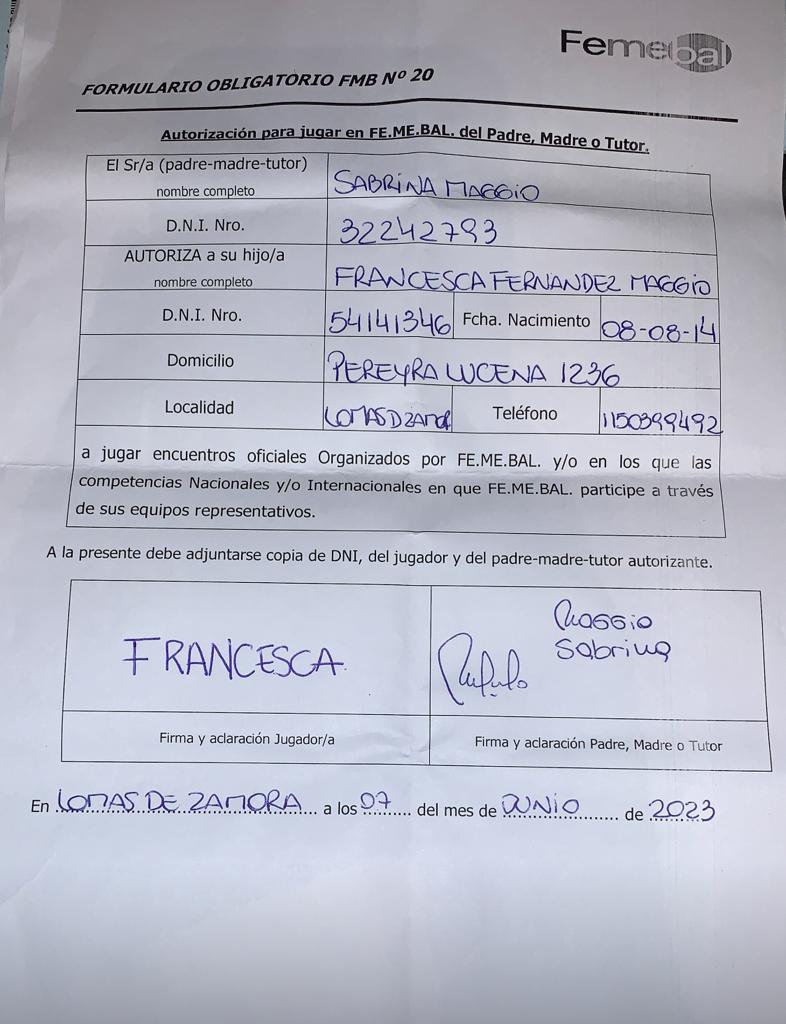 Femebal
FORMULARIO OBLIGATORIO FMB Nº 20
Autorización para jugar en FE.ME.BAL. del Padre, Madre o Tutor.
El Sr/a (padre-madre-tutor)
nombre completo
SABRINA MAGGIO
D.N.I. Nro.
32242793
AUTORIZA a su hijo/a
nombre completo
FRANCESCA FERNANDEZ MAGGIO
D.N.I. Nro.
54141346
Fcha. Nacimiento
08-08-14
Domicilio
PEREYRA LUCENA 1236
Localidad
LOMAS D ZAMOR
Teléfono
1150399492
a jugar encuentros oficiales Organizados por FE.ME.BAL. y/o en los que las
competencias Nacionales y/o Internacionales en que FE.ME.BAL. participe a través
de sus equipos representativos.
A la presente debe adjuntarse copia de DNI, del jugador y del padre-madre-tutor autorizante.
FRANCESCA
Maggio
Sabrina
Firma y aclaración Jugador/a
Firma y aclaración Padre, Madre o Tutor
En LOMAS DE ZAMORA a los 07 del mes de JUNIO de 2023